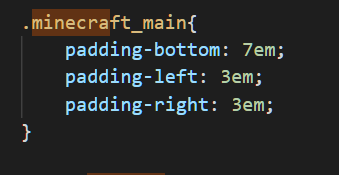 .minecraft_main{
    padding-bottom: 7em;
    padding-left: 3em;
    padding-right: 3em;
}